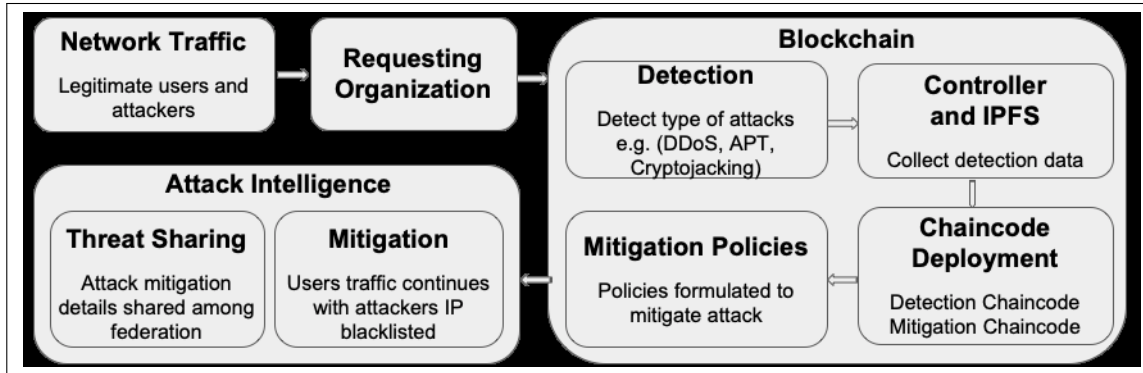 Network Traffic
Legitimate users and
attackers
Requesting
Organization
Blockchain
Detection
Detect type of attacks
e.g. (DDoS, APT,
Cryptojacking)
Controller
and IPFS
Collect detection data
Chaincode
Deployment
Detection Chaincode
Mitigation Chaincode
Mitigation Policies
Policies formulated to
mitigate attack
Attack Intelligence
Threat Sharing
Attack mitigation
details shared among
federation
Mitigation
Users traffic continues
with attackers IP
blacklisted